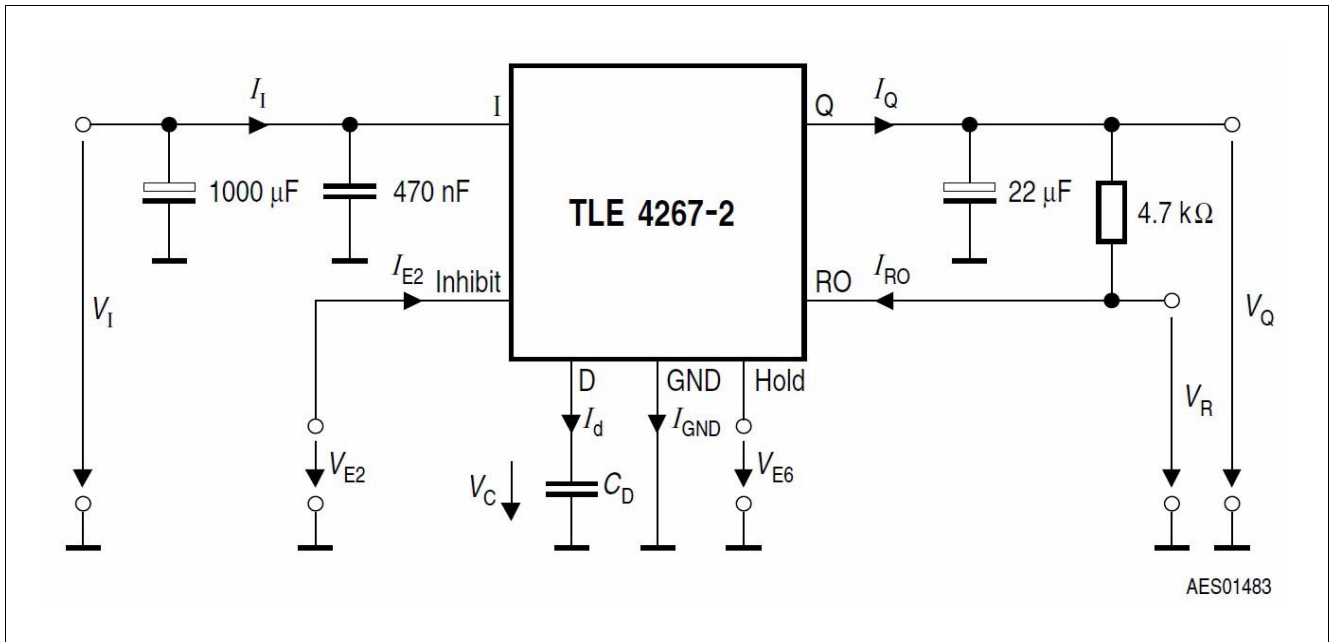 I_I
I
Q
I_Q
1000 µF
470 nF
TLE 4267-2
22 µF
4.7 kΩ
I_E2
Inhibit
RO
I_RO
V_I
V_Q
D
GND
Hold
V_R
I_d
I_GND
V_E2
V_C
C_D
V_E6
AES01483